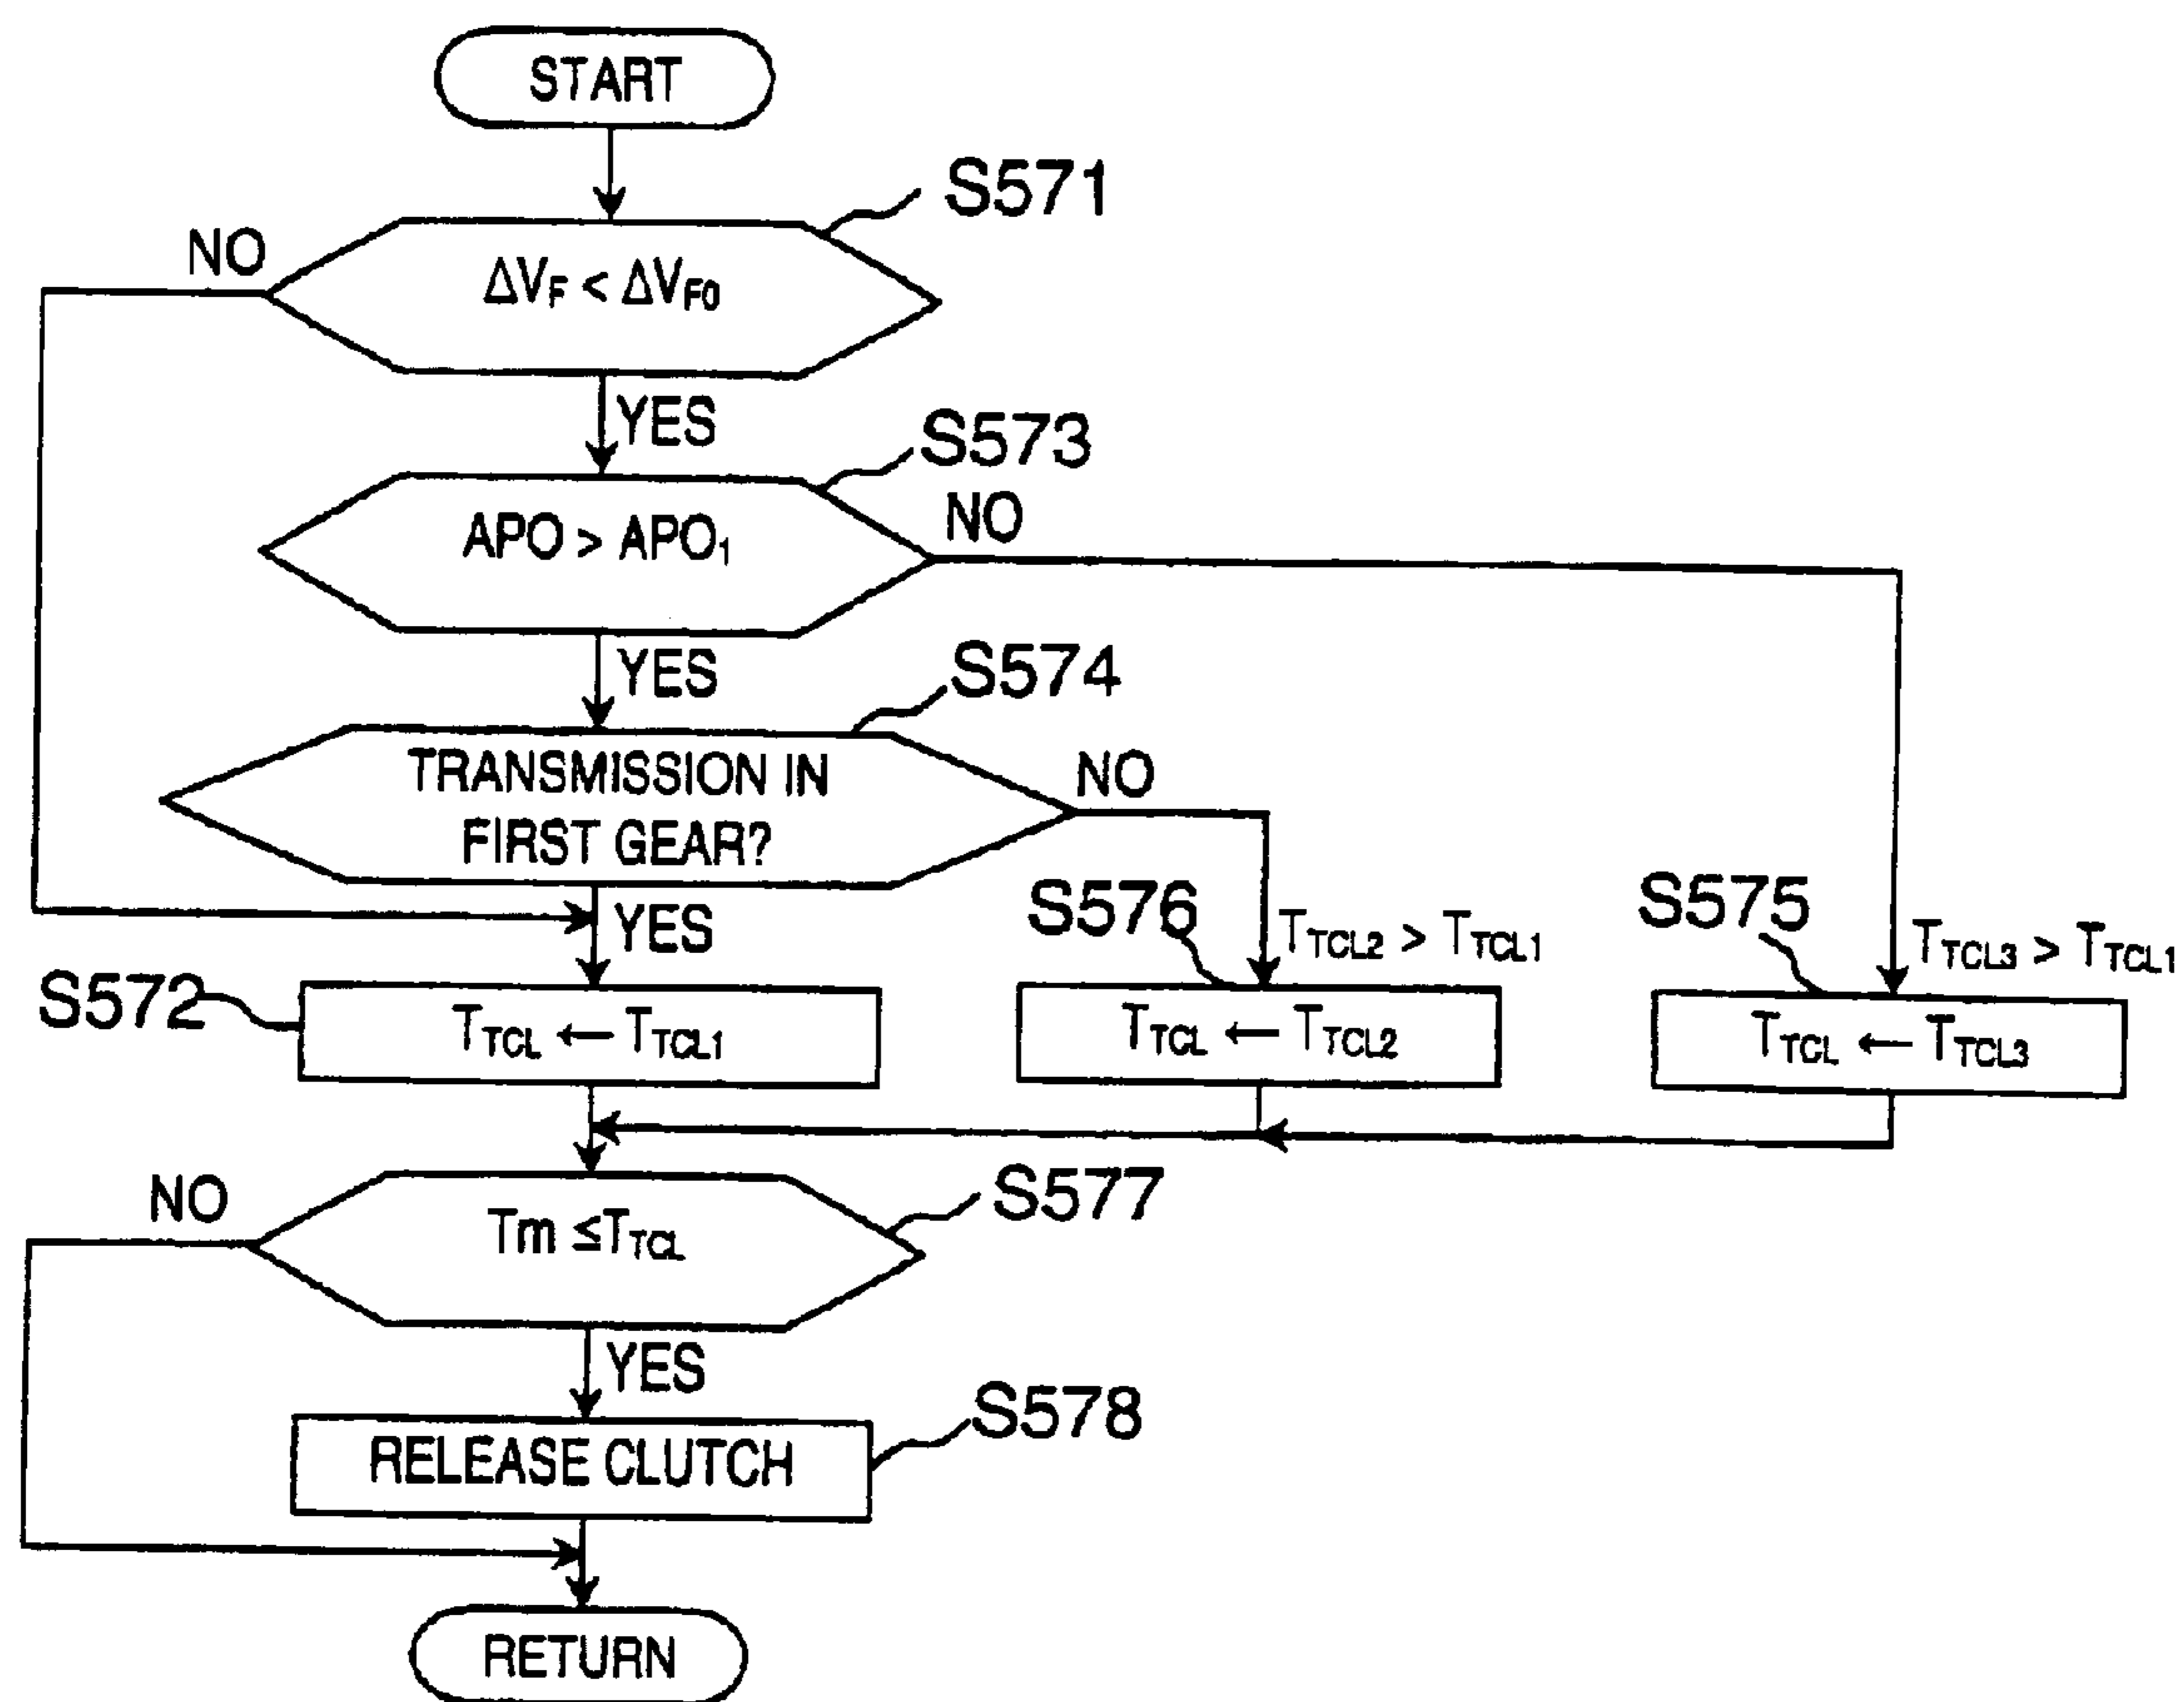 START
S571
NO
ΔVF < ΔVF0
YES
S573
APO > APO1
NO
YES
S574
TRANSMISSION IN
FIRST GEAR?
NO
YES
S576
TTCL2 > TTCL1
S575
TTCL3 > TTCL1
S572
TTCL ← TTCL1
TTCL ← TTCL2
TTCL ← TTCL3
NO
Tm ≤TTCL
S577
YES
RELEASE CLUTCH
S578
RETURN